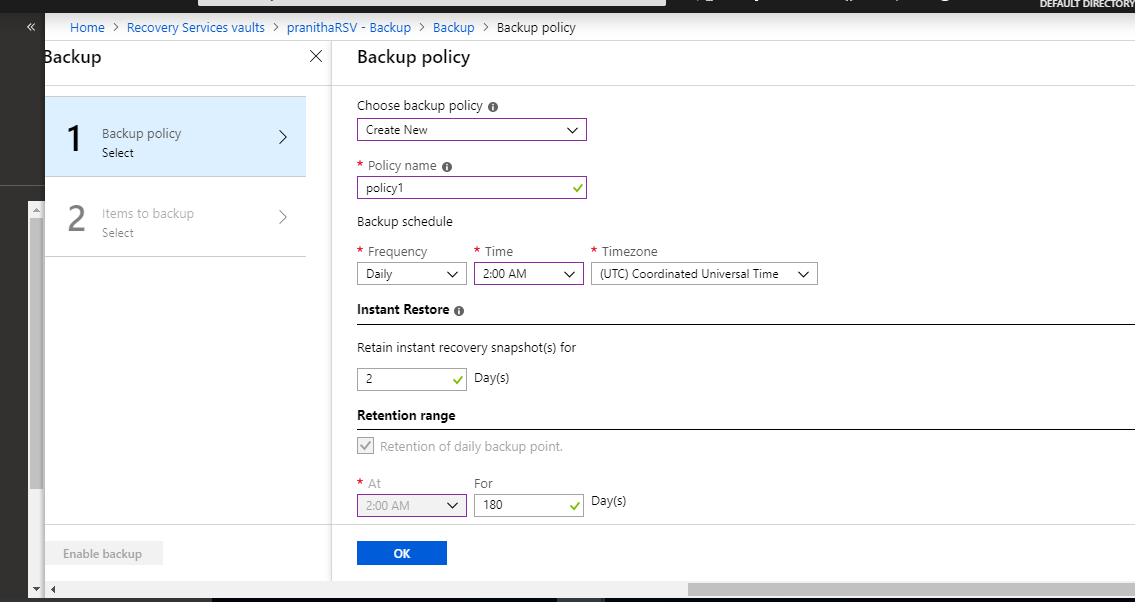 DEFAULT DIRECTORY
«
Home > Recovery Services vaults > pranithaRSV - Backup > Backup > Backup policy
Backup
Backup policy
1 Backup policy
Select
2 Items to backup
Select
Enable backup
Choose backup policy
Create New
* Policy name
policy1
Backup schedule
* Frequency * Time * Timezone
Daily 2:00 AM (UTC) Coordinated Universal Time
Instant Restore
Retain instant recovery snapshot(s) for
2 Day(s)
Retention range
Retention of daily backup point.
* At For
2:00 AM 180 Day(s)
OK